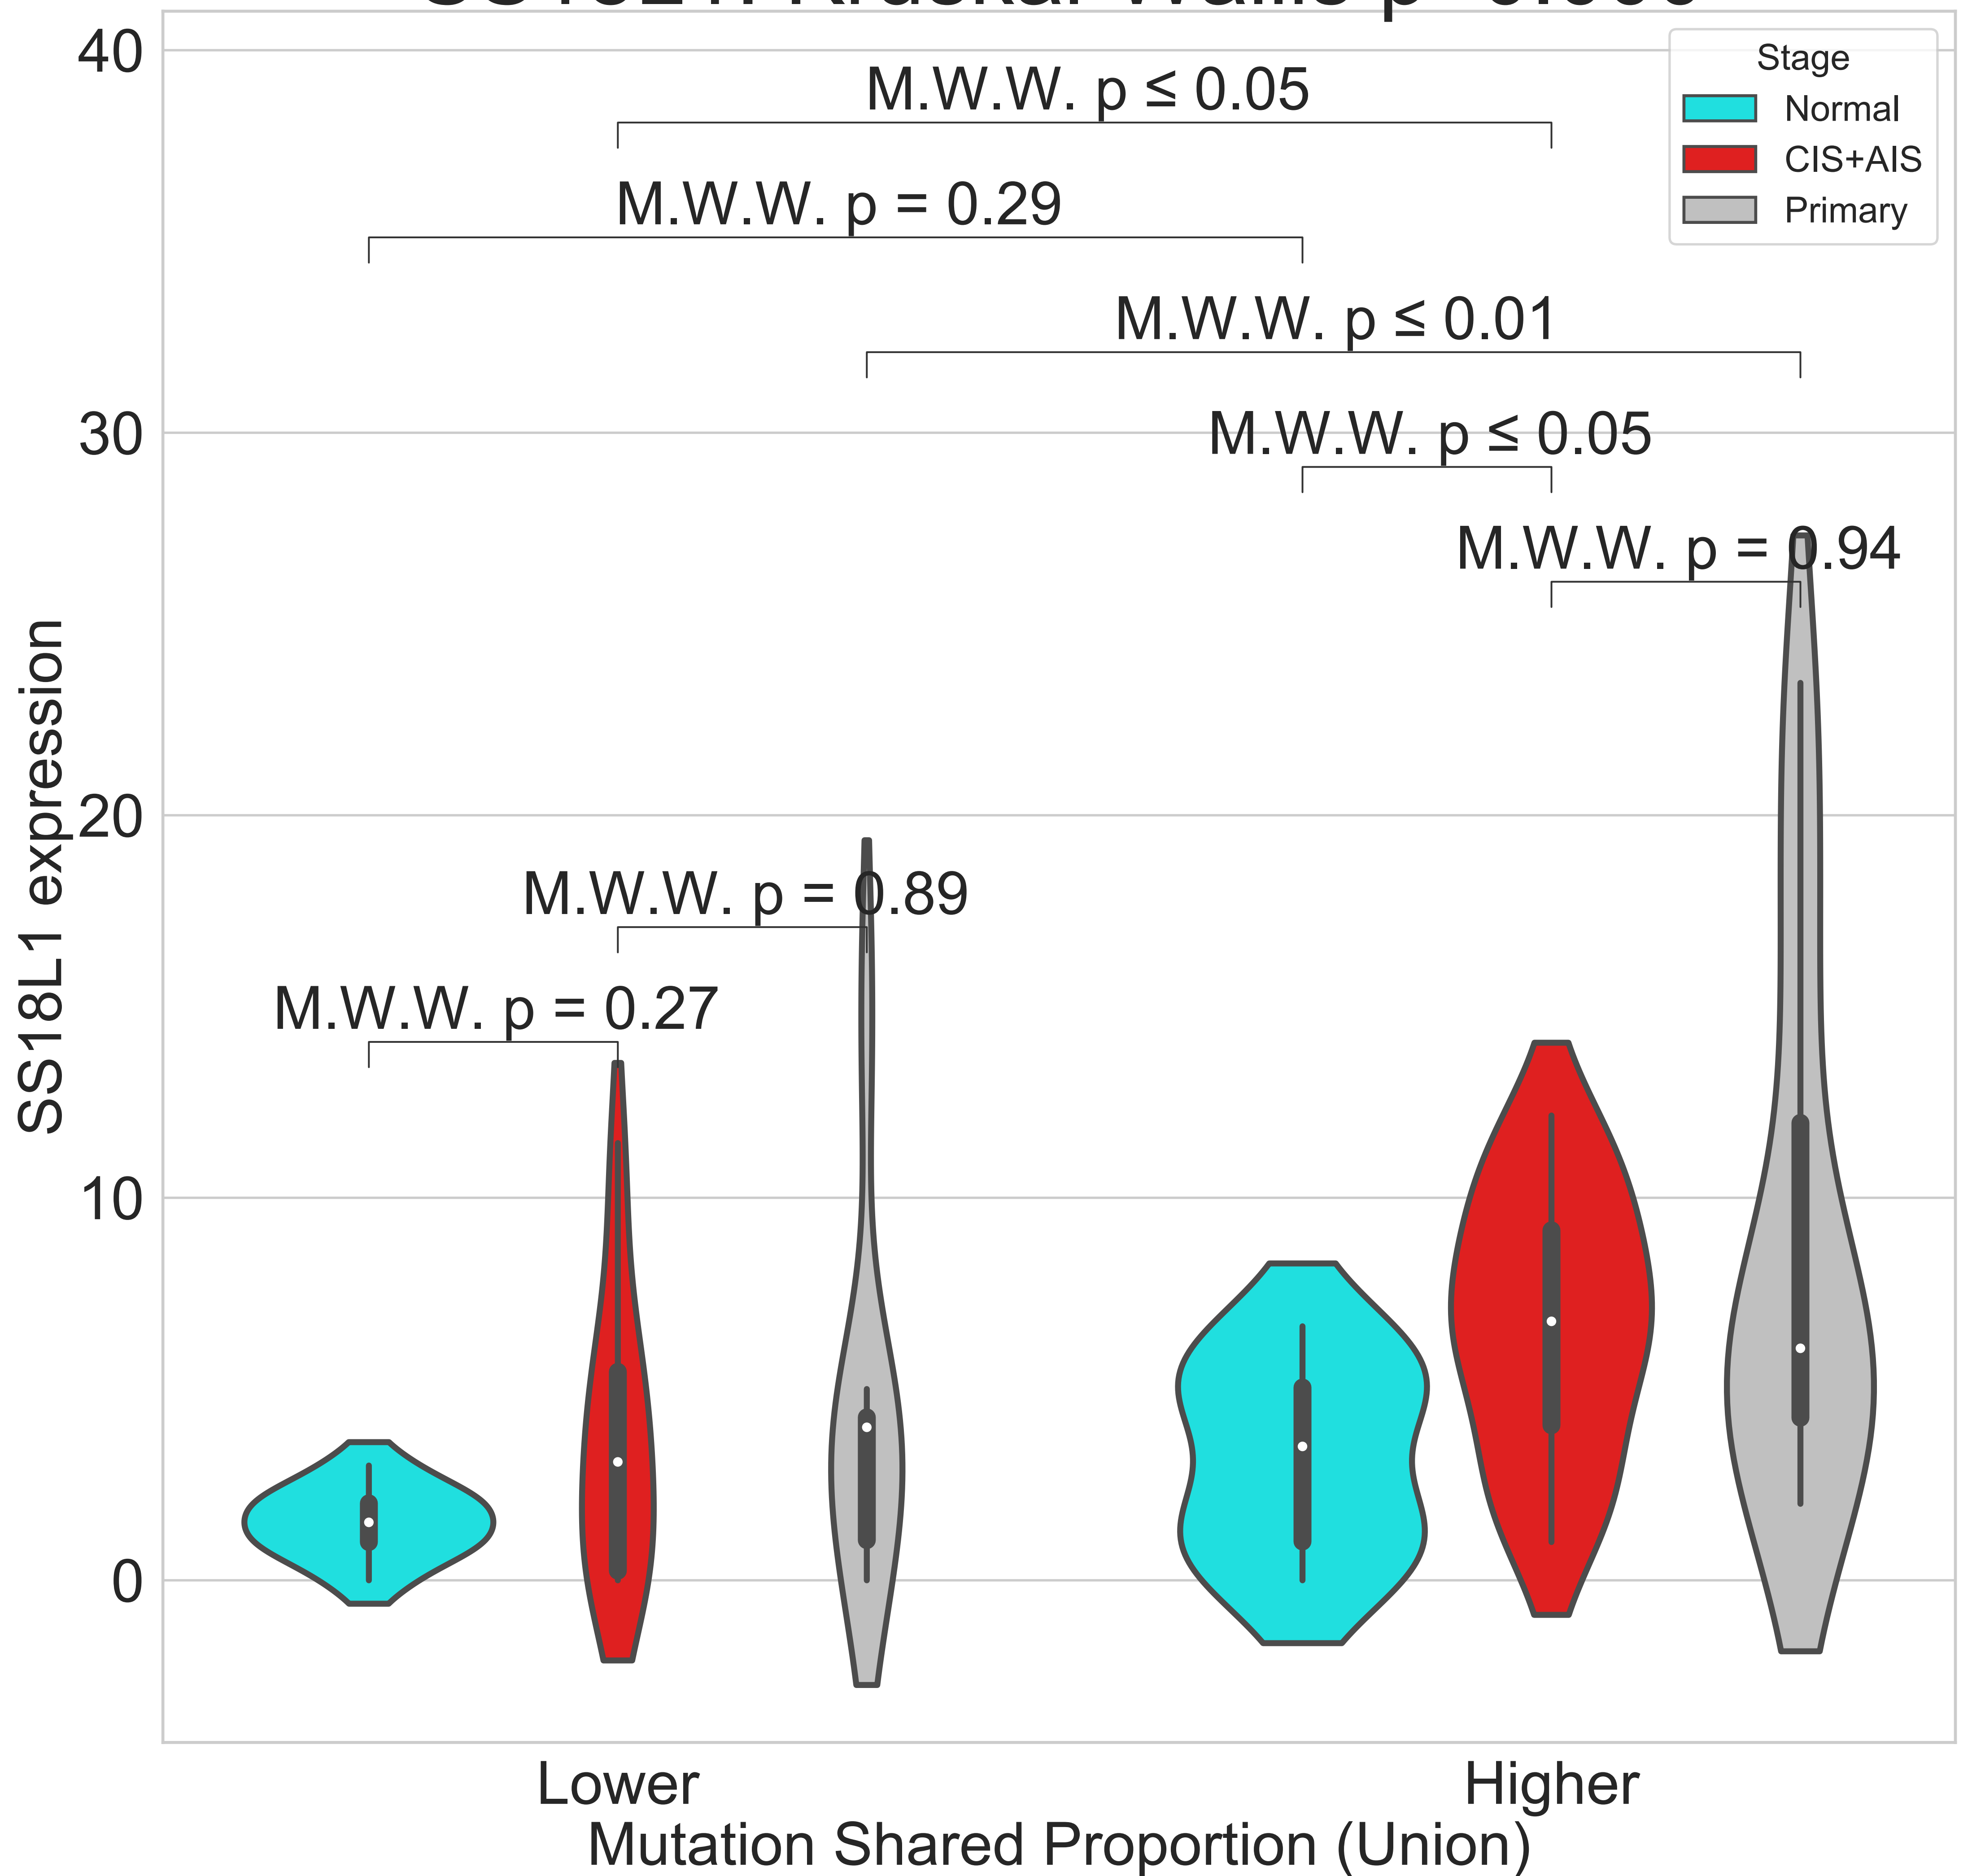 40
M.W.W. p ≤ 0.05
Stage
Normal
CIS+AIS
Primary
M.W.W. p = 0.29
M.W.W. p ≤ 0.01
30
M.W.W. p ≤ 0.05
M.W.W. p = 0.94
SS18L1 expression
20
M.W.W. p = 0.89
M.W.W. p = 0.27
10
0
Lower
Higher
Mutation Shared Proportion (Union)